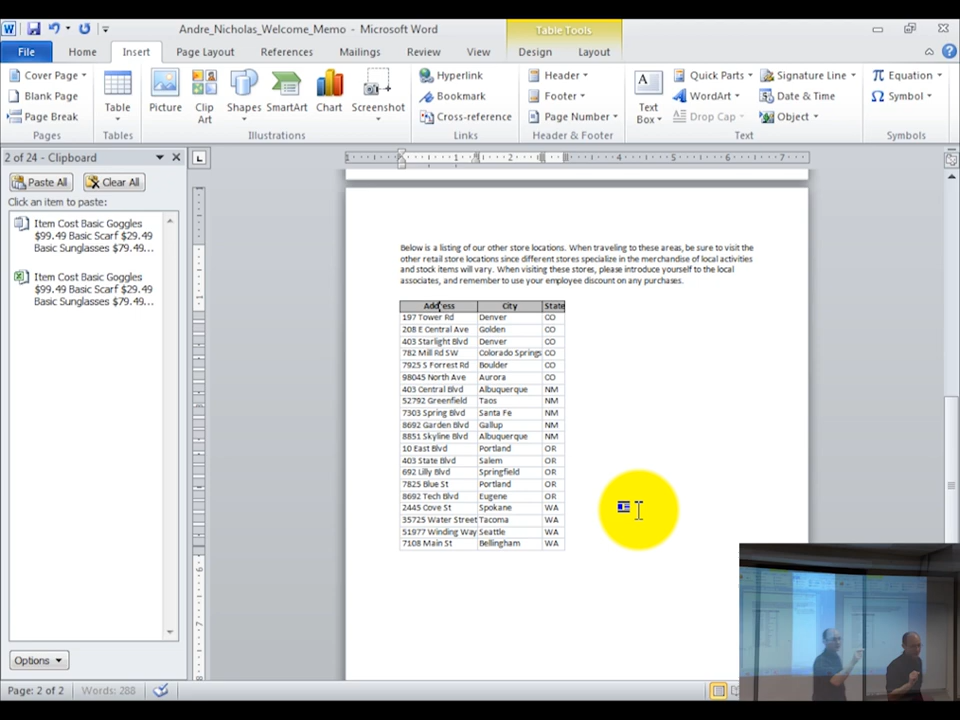 Andre_Nicholas_Welcome_Memo - Microsoft Word
Table Tools
File Home Insert Page Layout References Mailings Review View Design Layout
Cover Page
Blank Page
Page Break
Pages
Table
Tables
Picture
Clip Art
Shapes
SmartArt
Chart
Screenshot
Illustrations
Hyperlink
Bookmark
Cross-reference
Links
Header
Footer
Page Number
Header & Footer
Text Box
Quick Parts
WordArt
Drop Cap
Signature Line
Date & Time
Object
Text
Equation
Symbol
Symbols
2 of 24 - Clipboard
Paste All Clear All
Click an item to paste:
Item Cost Basic Goggles
$99.49 Basic Scarf $29.49
Basic Sunglasses $79.49...
Item Cost Basic Goggles
$99.49 Basic Scarf $29.49
Basic Sunglasses $79.49...
Options
1 1 2 3 4 5 6 7
Below is a listing of our other store locations. When traveling to these areas, be sure to visit the
other retail store locations since different stores specialize in the merchandise of local activities
and stock items will vary. When visiting these stores, please introduce yourself to the local
associates, and remember to use your employee discount on any purchases.
Address City State
197 Tower Rd Denver CO
208 E Central Ave Golden CO
403 Starlight Blvd Denver CO
782 Mill Rd SW Colorado Springs CO
7925 S Forrest Rd Boulder CO
98045 North Ave Aurora CO
403 Central Blvd Albuquerque NM
52792 Greenfield Taos NM
7303 Spring Blvd Santa Fe NM
8692 Garden Blvd Gallup NM
8851 Skyline Blvd Albuquerque NM
10 East Blvd Portland OR
403 State Blvd Salem OR
692 Lilly Blvd Springfield OR
7825 Blue St Portland OR
8692 Tech Blvd Eugene OR
2445 Cove St Spokane WA
35725 Water Street Tacoma WA
51977 Winding Way Seattle WA
7108 Main St Bellingham WA
Page: 2 of 2 Words: 288